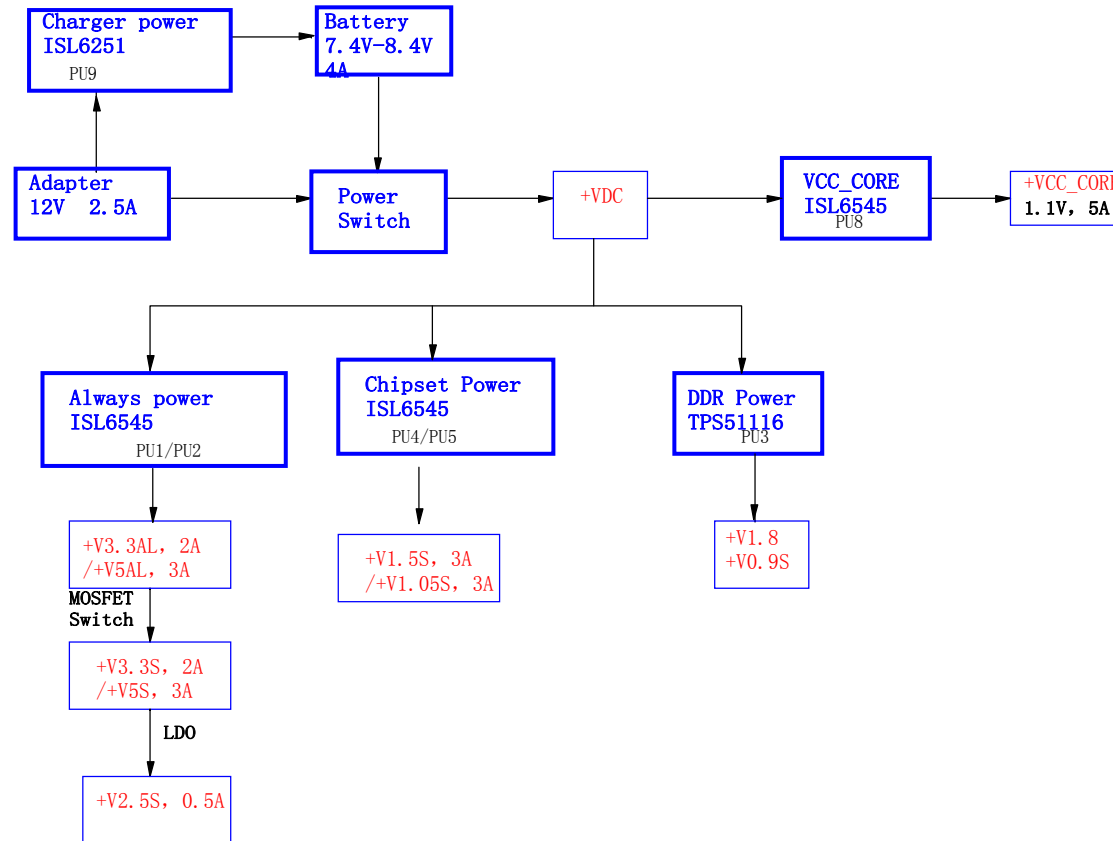 Charger power
ISL6251
PU9
Battery
7.4V-8.4V
4A
Adapter
12V 2.5A
Power
Switch
+VDC
VCC_CORE
ISL6545
PU8
+VCC_CORE
1.1V, 5A
Always power
ISL6545
PU1/PU2
Chipset Power
ISL6545
PU4/PU5
DDR Power
TPS51116
PU3
+V3.3AL, 2A
/+V5AL, 3A
+V1.5S, 3A
/+V1.05S, 3A
+V1.8
+V0.9S
MOSFET
Switch
+V3.3S, 2A
/+V5S, 3A
LDO
+V2.5S, 0.5A